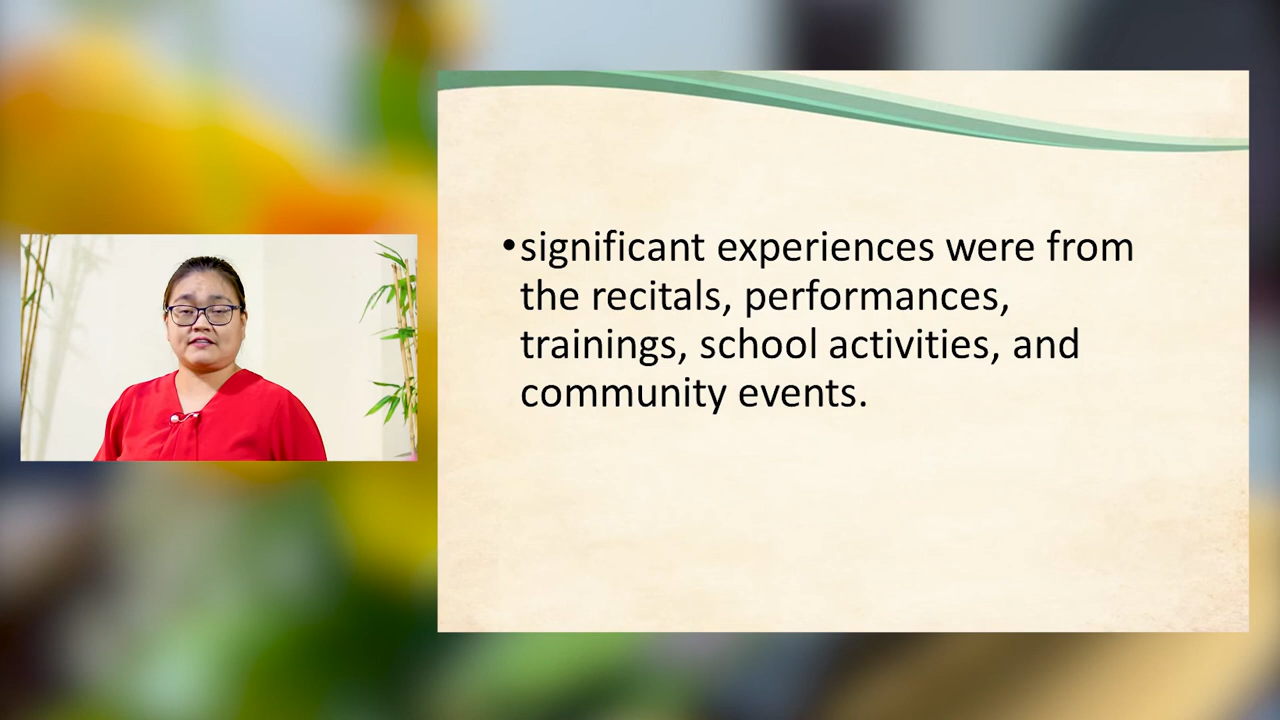 •significant experiences were from
the recitals, performances,
trainings, school activities, and
community events.